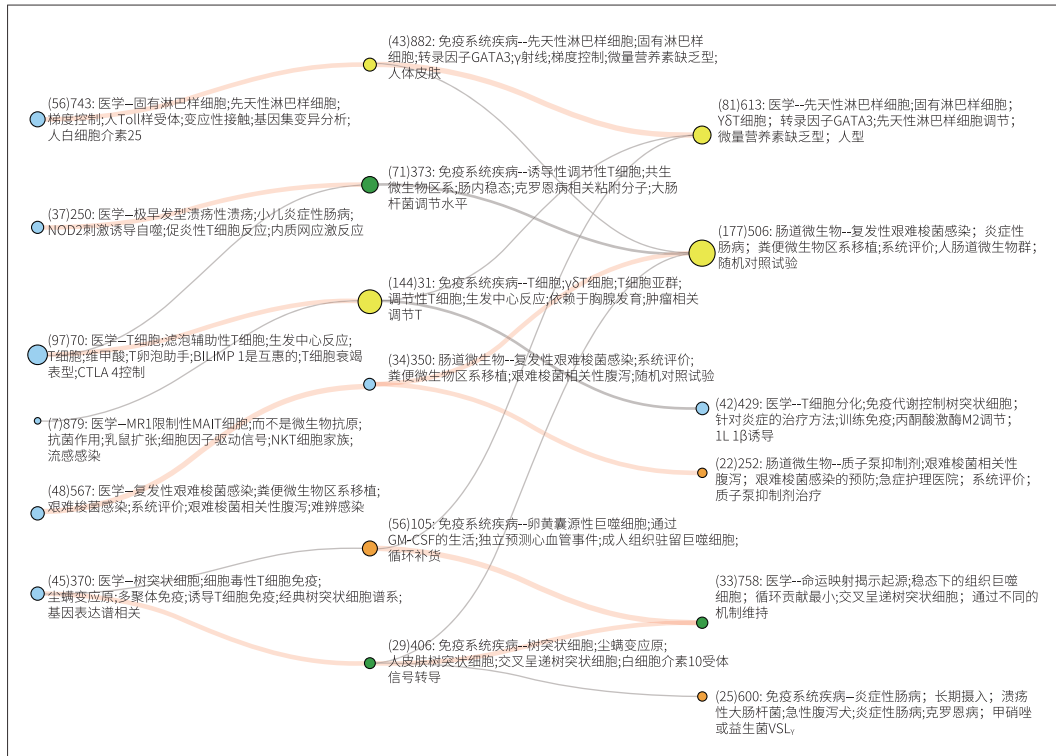 (56)743: 医学–固有淋巴样细胞;先天性淋巴样细胞;
梯度控制;人Toll样受体;变应性接触;基因集变异分析;
人白细胞介素25
(37)250: 医学–极早发型溃疡性溃疡;小儿炎症性肠病;
NOD2刺激诱导自噬;促炎性T细胞反应;内质网应激反应
(97)70: 医学–T细胞;滤泡辅助性T细胞;生发中心反应;
T细胞;维甲酸;T卵泡助手;BILIMP 1是互惠的;T细胞衰竭
表型;CTLA 4控制
(7)879: 医学–MR1限制性MAIT细胞;而不是微生物抗原;
抗菌作用;乳鼠扩张;细胞因子驱动信号;NKT细胞家族;
流感感染
(48)567: 医学–复发性艰难梭菌感染;粪便微生物区系移植;
艰难梭菌感染;系统评价;艰难梭菌相关性腹泻;难辨感染
(45)370: 医学–树突状细胞;细胞毒性T细胞免疫;
尘螨变应原;多聚体免疫;诱导T细胞免疫;经典树突状细胞谱系;
基因表达谱相关
(43)882: 免疫系统疾病--先天性淋巴样细胞;固有淋巴样
细胞;转录因子GATA3;γ射线;梯度控制;微量营养素缺乏型;
人体皮肤
(71)373: 免疫系统疾病–诱导性调节性T细胞;共生
微生物区系;肠内稳态;克罗恩病相关粘附分子;大肠
杆菌调节水平
(144)31: 免疫系统疾病–T细胞;γδT细胞;T细胞亚群;
调节性T细胞;生发中心反应;依赖于胸腺发育;肿瘤相关
调节T
(34)350: 肠道微生物–复发性艰难梭菌感染;系统评价;
粪便微生物区系移植;艰难梭菌相关性腹泻;随机对照试验
(56)105: 免疫系统疾病–卵黄囊源性巨噬细胞;通过
GM-CSF的生活;独立预测心血管事件;成人组织驻留巨噬细胞;
循环补货
(29)406: 免疫系统疾病--树突状细胞;尘螨变应原;
人皮肤树突状细胞;交叉呈递树突状细胞;白细胞介素10受体
信号转导
(81)613: 医学--先天性淋巴样细胞;固有淋巴样细胞;
YδT细胞；转录因子GATA3;先天性淋巴样细胞调节;
微量营养素缺乏型；人型
(177)506: 肠道微生物--复发性艰难梭菌感染；炎症性
肠病；粪便微生物区系移植;系统评价;人肠道微生物群;
随机对照试验
(42)429: 医学–T细胞分化;免疫代谢控制树突状细胞;
针对炎症的治疗方法;训练免疫;丙酮酸激酶M2调节;
1L 1β诱导
(22)252: 肠道微生物--质子泵抑制剂;艰难梭菌相关性
腹泻；艰难梭菌感染的预防;急症护理医院；系统评价;
质子泵抑制剂治疗
(33)758: 医学–命运映射揭示起源;稳态下的组织巨噬
细胞；循环贡献最小;交叉呈递树突状细胞；通过不同的
机制维持
(25)600: 免疫系统疾病–炎症性肠病；长期摄入；溃疡
性大肠杆菌;急性腹泻犬;炎症性肠病;克罗恩病；甲硝唑
或益生菌VSLᵧ